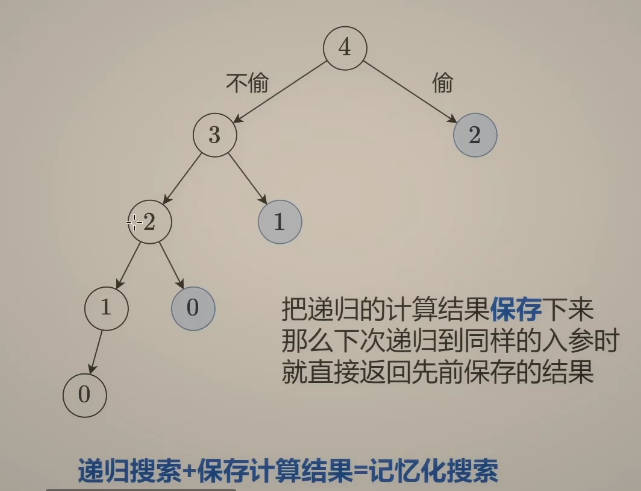 4
不偷
偷
3
2
2
1
1
0
0
把递归的计算结果保存下来
那么下次递归到同样的入参时
就直接返回先前保存的结果
递归搜索+保存计算结果=记忆化搜索